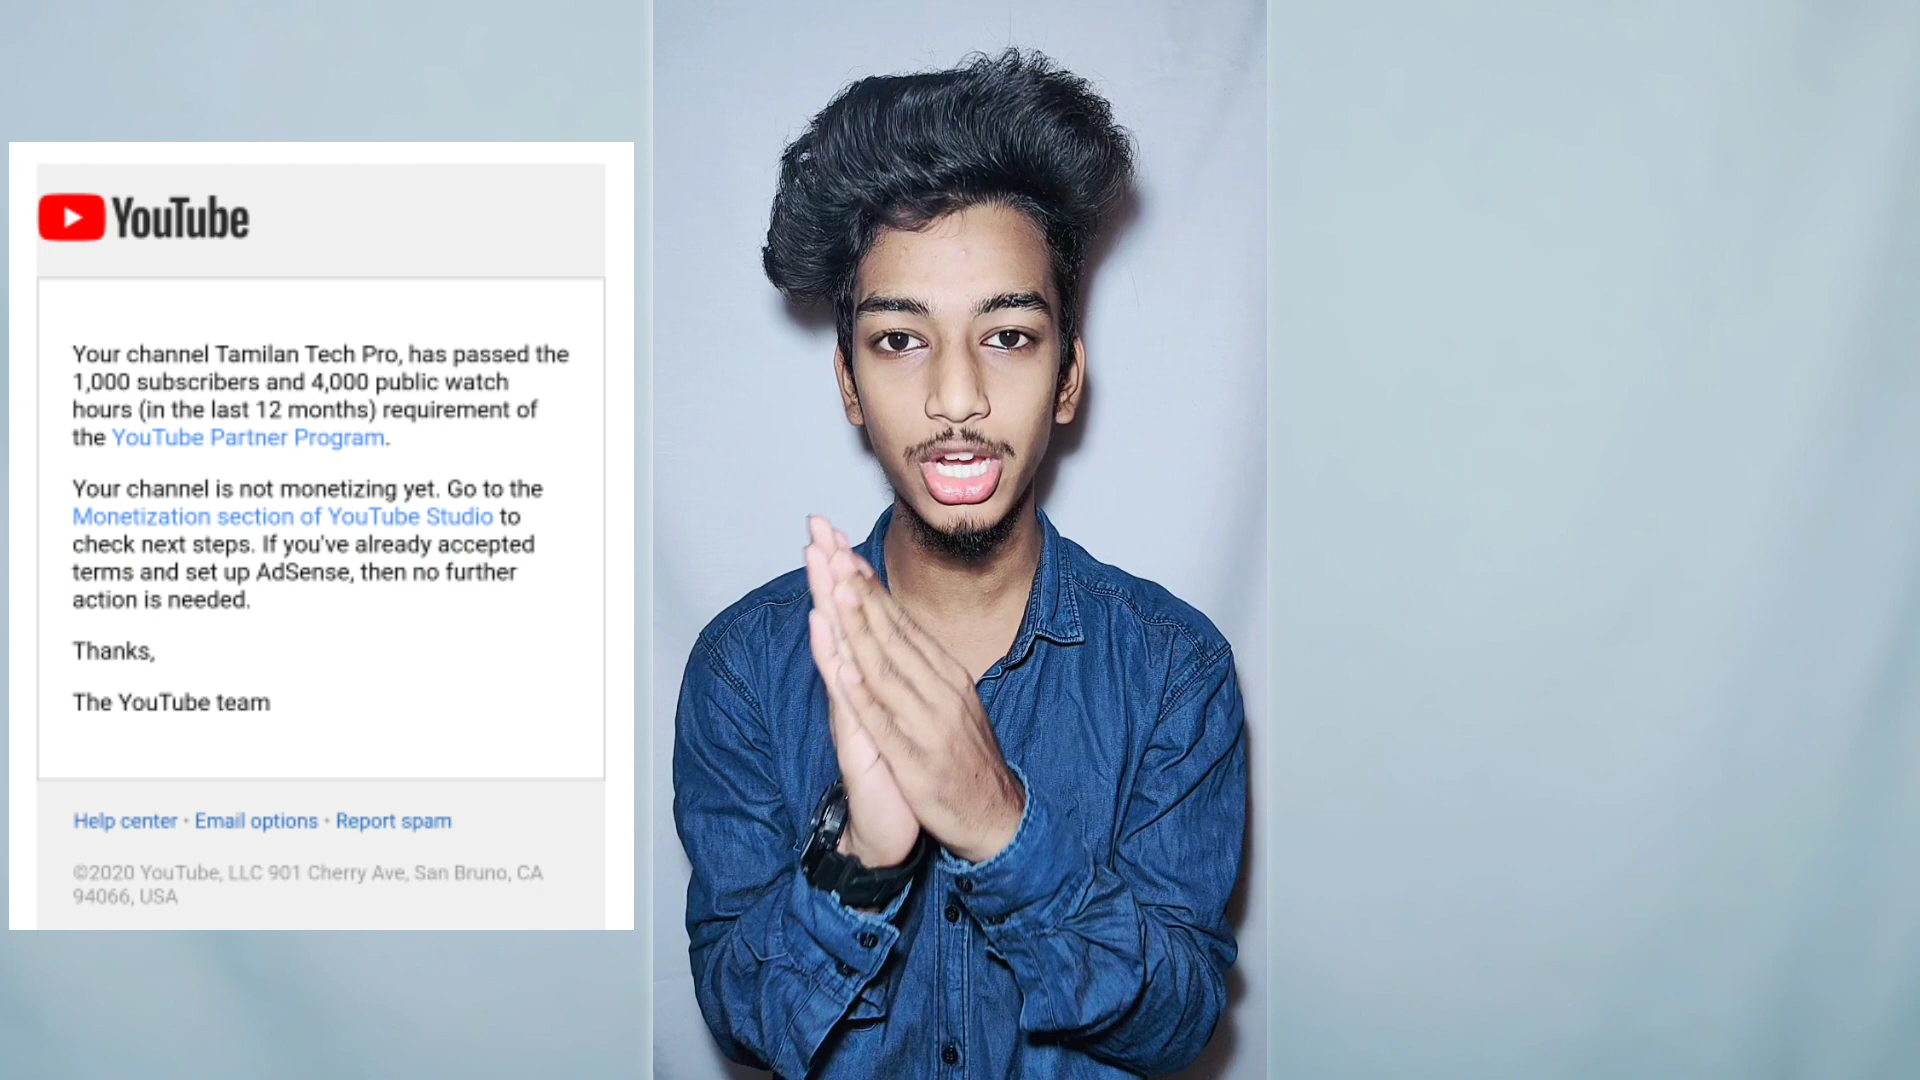 YouTube
Your channel Tamilan Tech Pro, has passed the
1,000 subscribers and 4,000 public watch
hours (in the last 12 months) requirement of
the YouTube Partner Program.
Your channel is not monetizing yet. Go to the
Monetization section of YouTube Studio to
check next steps. If you've already accepted
terms and set up AdSense, then no further
action is needed.
Thanks,
The YouTube team
Help center • Email options • Report spam
©2020 YouTube, LLC 901 Cherry Ave, San Bruno, CA
94066, USA